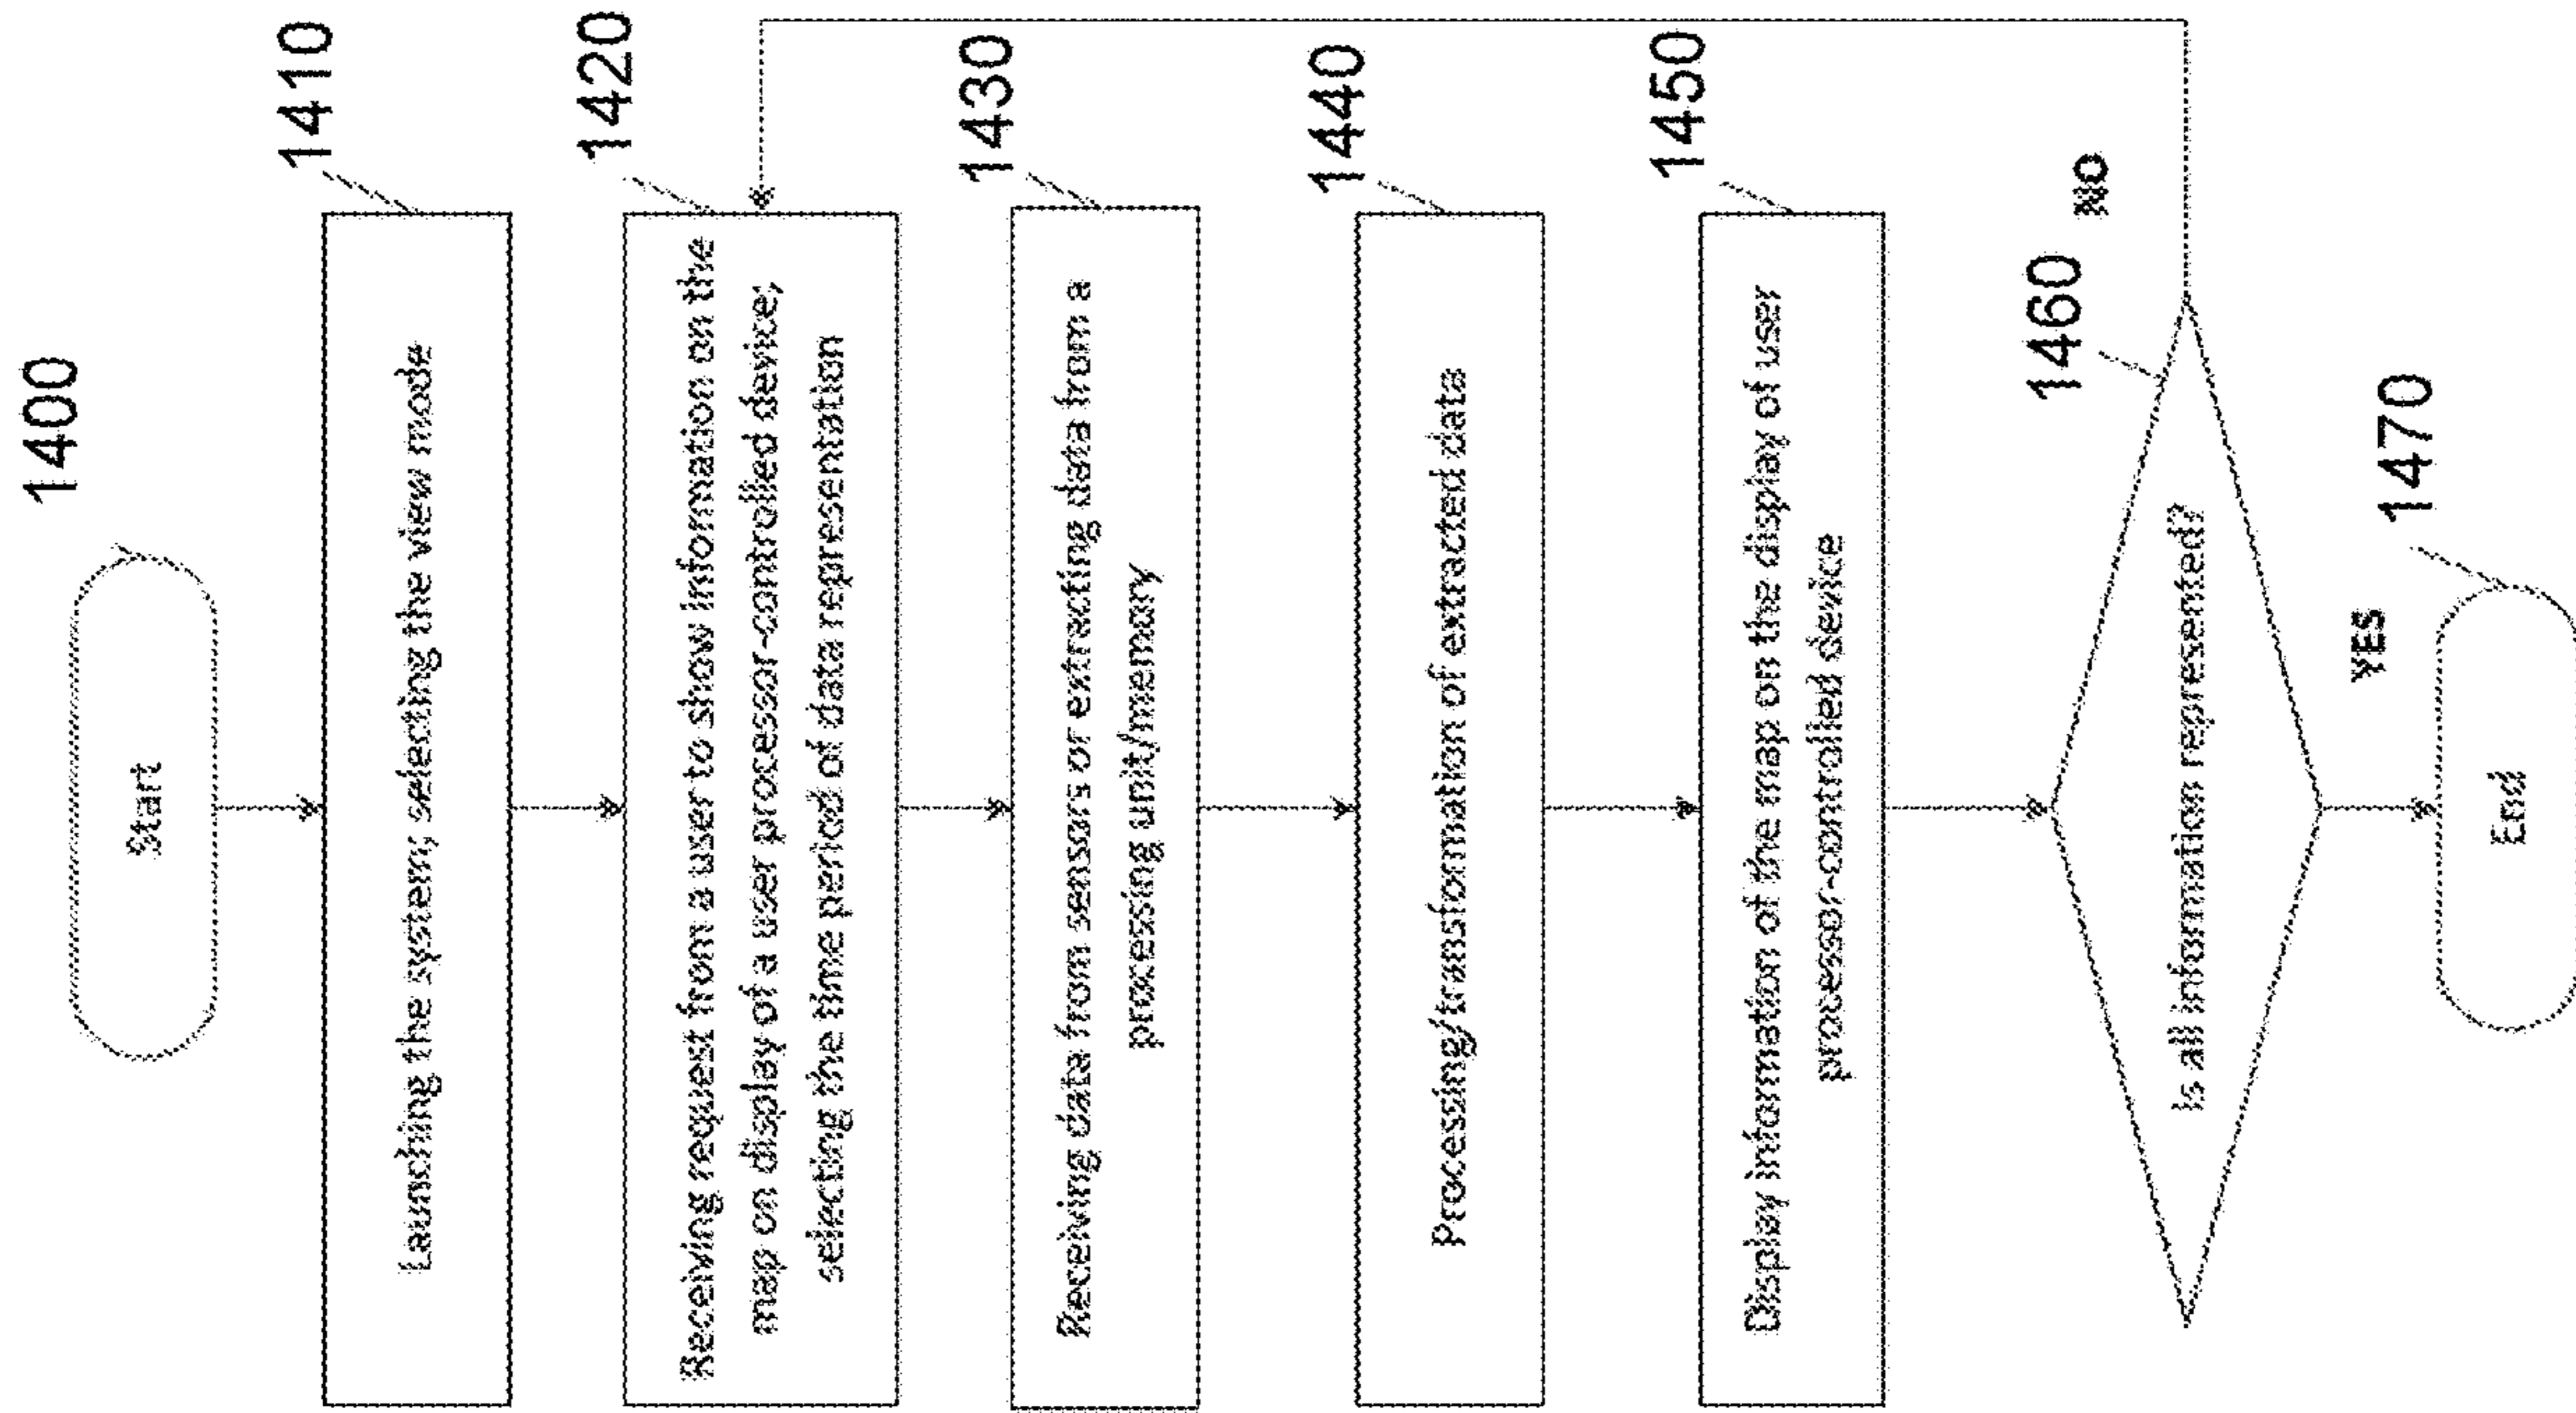 1400
Start
1410
Launching the system; selecting the view mode
1420
Receiving request from a user to show information on the
map on display of a user processor-controlled device;
selecting the time period of data representation
1430
Receiving data from sensors or extracting data from a
processing unit/memory
1440
Processing/transformation of extracted data
1450
Display information of the map on the display of user
processor-controlled device
1460
NO
Is all information represented?
YES
1470
End